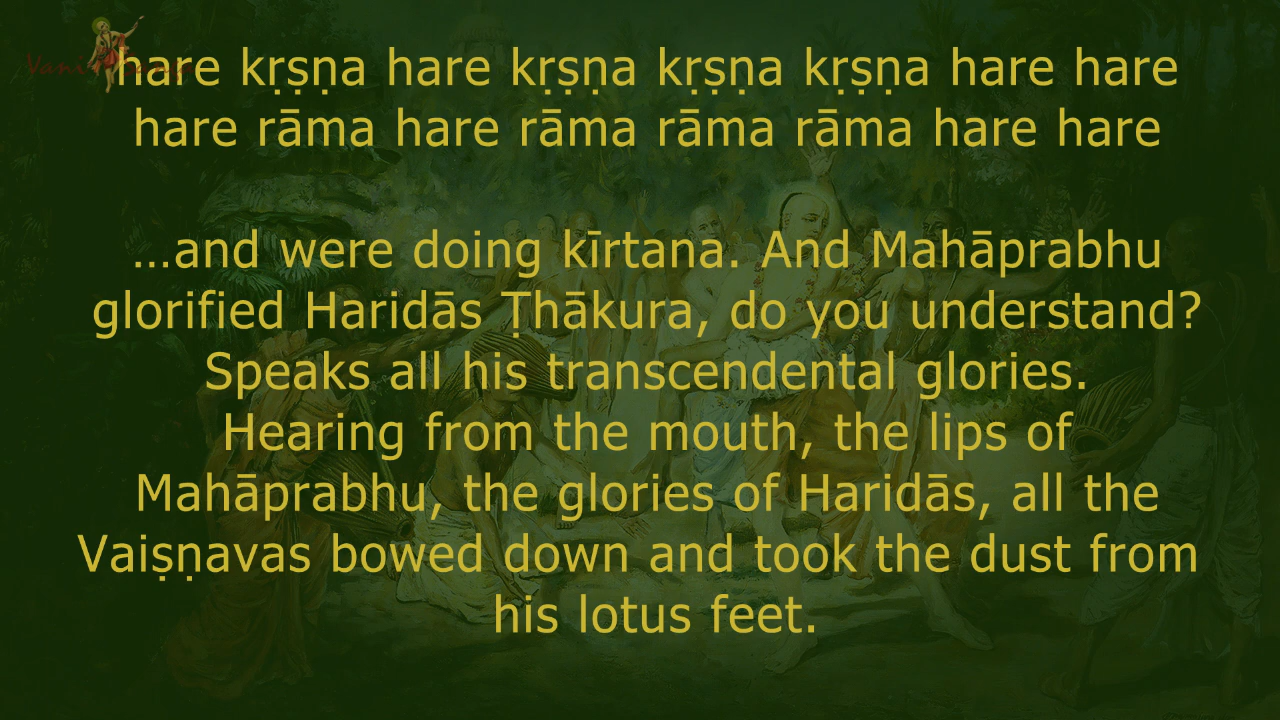 hare kṛṣṇa hare kṛṣṇa kṛṣṇa kṛṣṇa hare hare
hare rāma hare rāma rāma rāma hare hare
…and were doing kīrtana. And Mahāprabhu
glorified Haridās Ṭhākura, do you understand?
Speaks all his transcendental glories.
Hearing from the mouth, the lips of
Mahāprabhu, the glories of Haridās, all the
Vaiṣṇavas bowed down and took the dust from
his lotus feet.